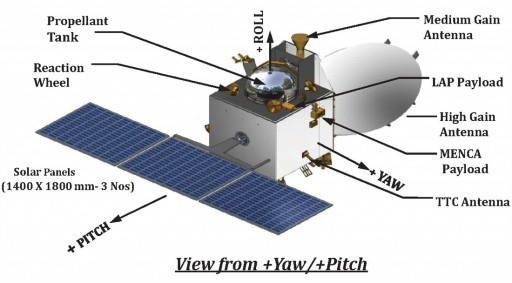 Propellant
Tank
Reaction
Wheel
+ ROLL
Medium Gain
Antenna
LAP Payload
High Gain
Antenna
MENCA
Payload
TTC Antenna
+ YAW
Solar Panels
(1400 X 1800 mm- 3 Nos)
+ PITCH
View from +Yaw/+Pitch